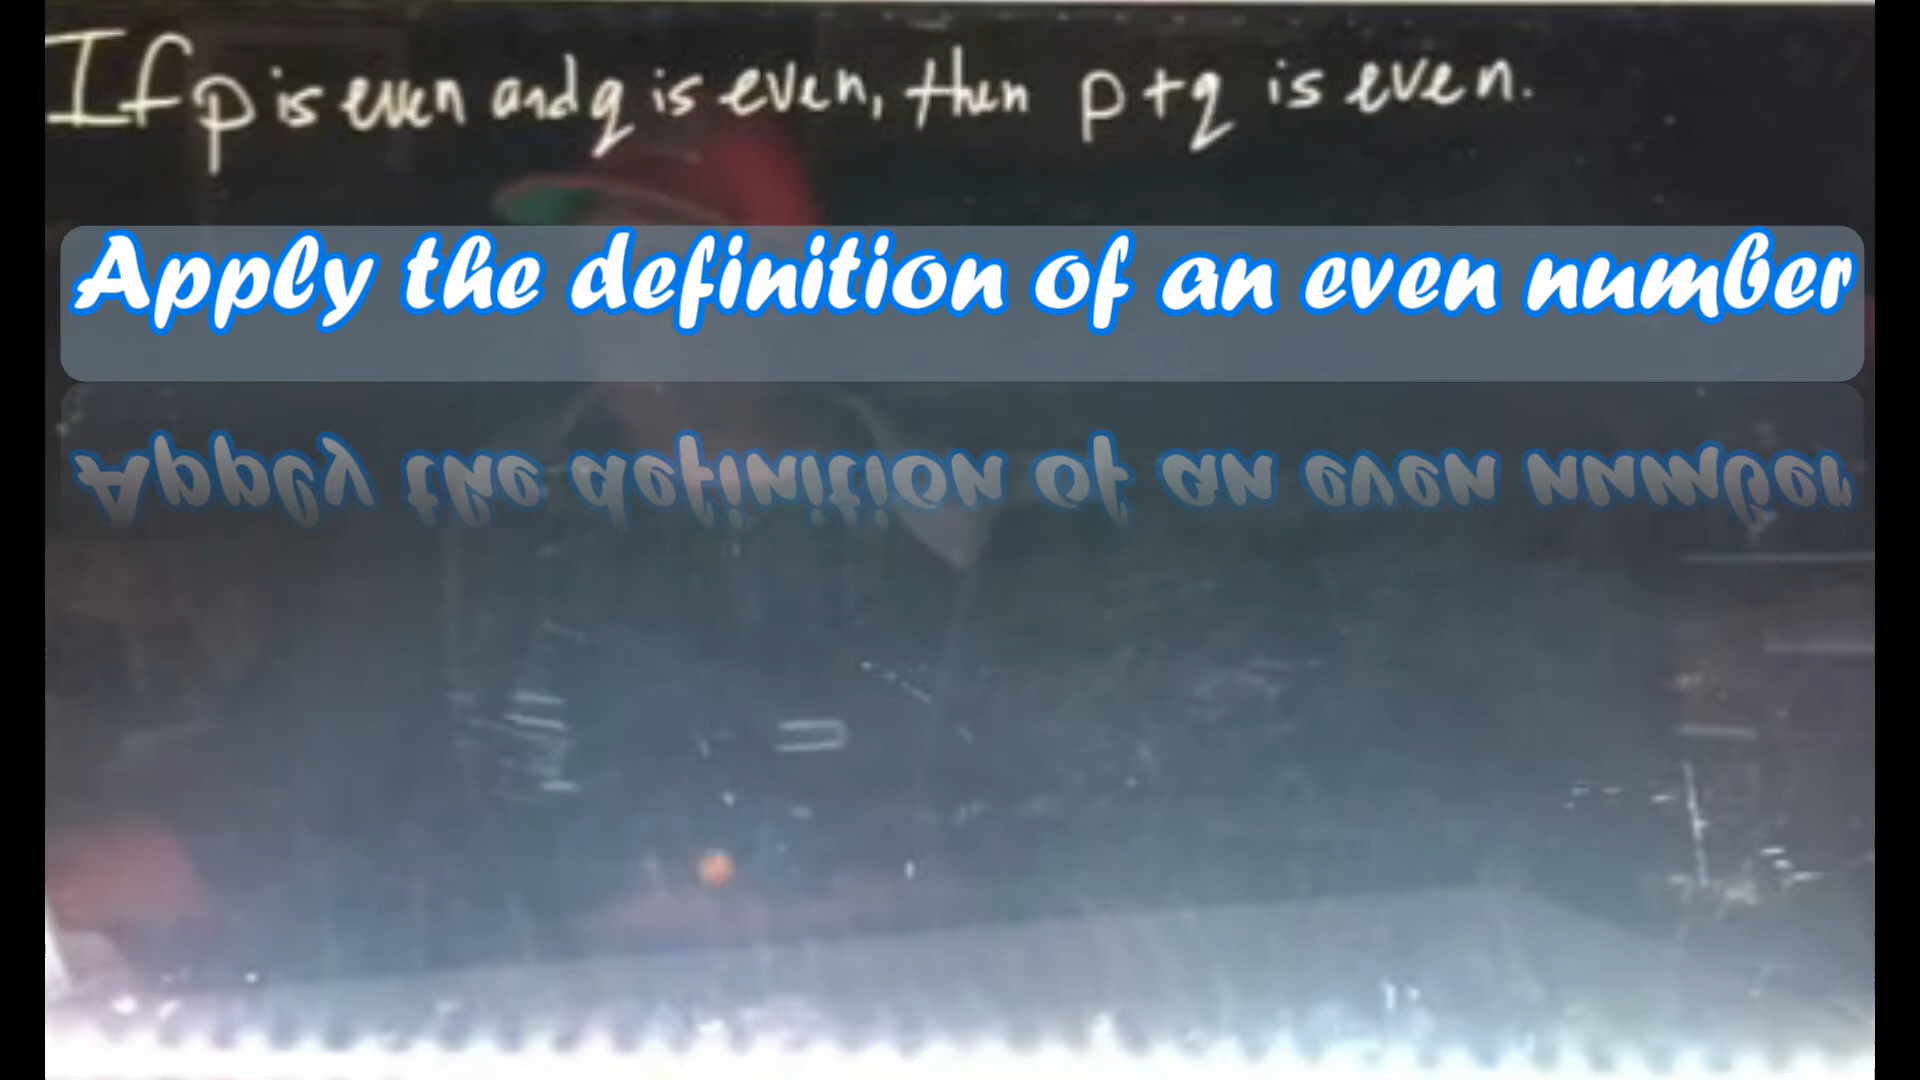 If p is even and q is even, then p+q is even.
Apply the definition of an even number